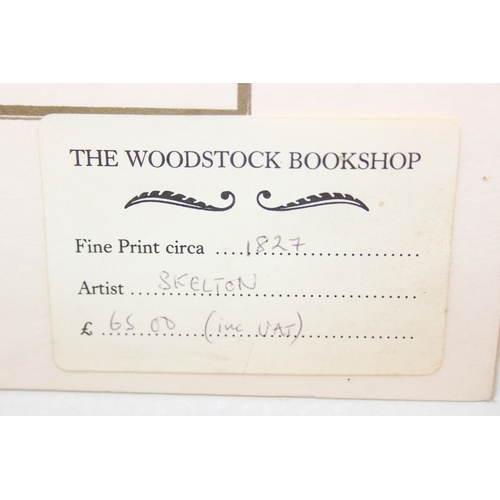 THE WOODSTOCK BOOKSHOP
Fine Print circa ....1827....................
Artist ....SKELTON.................................
£ ..65.00...(inc VAT)......................